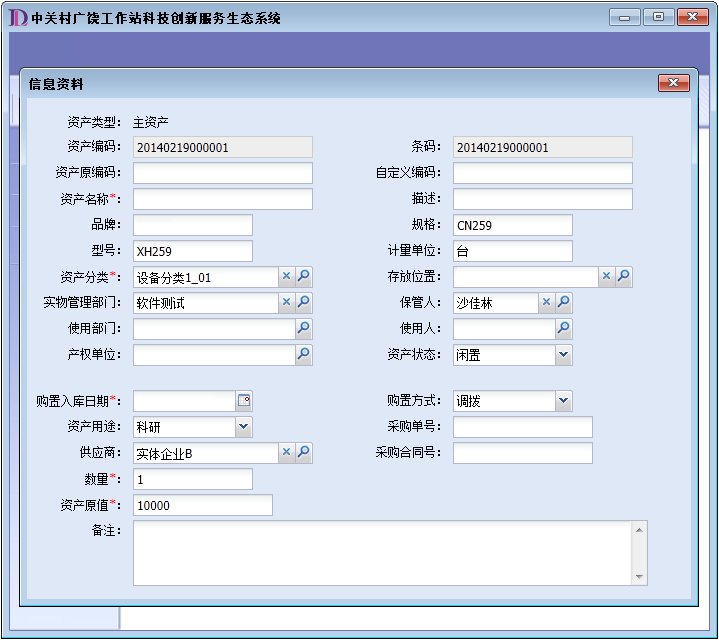 中关村广饶工作站科技创新服务生态系统
信息资料
资产类型： 主资产
资产编码： 20140219000001 条码： 20140219000001
资产原编码： 自定义编码：
资产名称*： 描述：
品牌： 规格： CN259
型号： XH259 计量单位： 台
资产分类*： 设备分类1_01 存放位置：
实物管理部门： 软件测试 保管人： 沙佳林
使用部门： 使用人：
产权单位： 资产状态： 闲置
购置入库日期*： 购置方式： 调拨
资产用途： 科研 采购单号：
供应商： 实体企业B 采购合同号：
数量*： 1
资产原值*： 10000
备注：